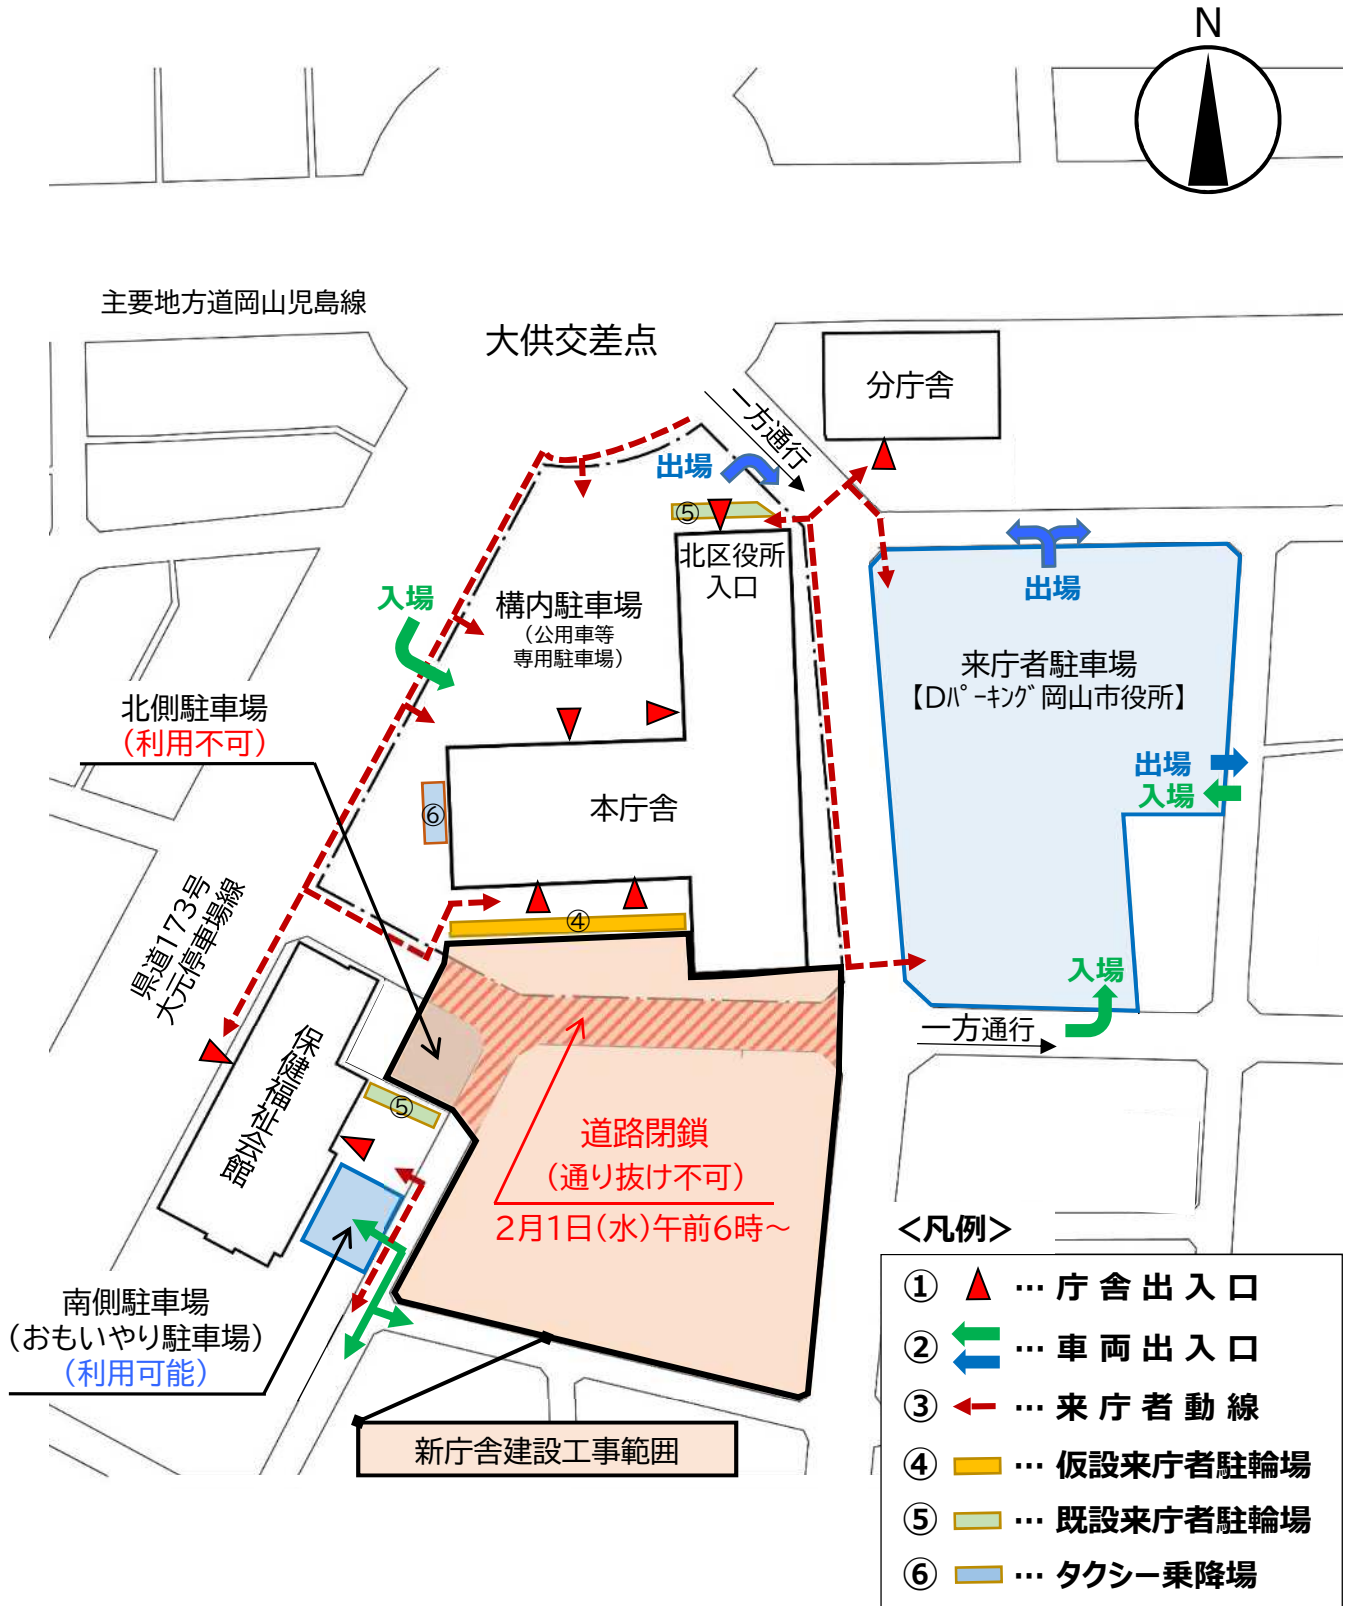 N
主要地方道岡山児島線
大供交差点
分庁舎
一方通行
出場
⑤
北区役所
入口
入場
構内駐車場
（公用車等
専用駐車場）
出場
来庁者駐車場
【Dﾊﾟｰｷﾝｸﾞ岡山市役所】
北側駐車場
（利用不可）
出場
入場
⑥
本庁舎
県道173号
大元停車場線
④
入場
一方通行
保健福祉会館
⑤
道路閉鎖
（通り抜け不可）
2月1日（水）午前6時～
南側駐車場
（おもいやり駐車場）
（利用可能）
新庁舎建設工事範囲
＜凡例＞
① … 庁舎出入口
② … 車両出入口
③ … 来庁者動線
④ … 仮設来庁者駐輪場
⑤ … 既設来庁者駐輪場
⑥ … タクシー乗降場